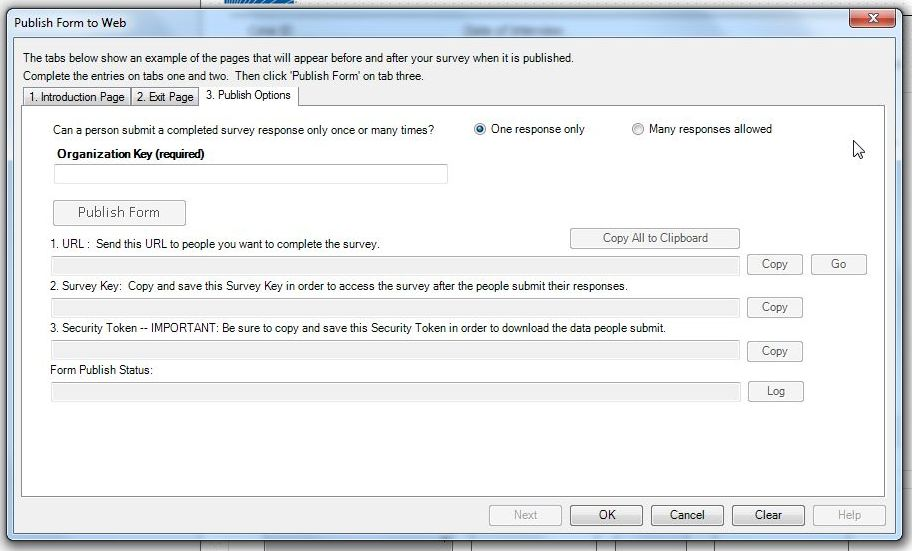 Publish Form to Web
Line ID
Date of Interview
The tabs below show an example of the pages that will appear before and after your survey when it is published.
Complete the entries on tabs one and two.  Then click 'Publish Form' on tab three.
1. Introduction Page
2. Exit Page
3. Publish Options
Can a person submit a completed survey response only once or many times?
One response only
Many responses allowed
Organization Key (required)
Publish Form
Copy All to Clipboard
1. URL :  Send this URL to people you want to complete the survey.
Copy
Go
2. Survey Key:  Copy and save this Survey Key in order to access the survey after the people submit their responses.
Copy
3. Security Token -- IMPORTANT: Be sure to copy and save this Security Token in order to download the data people submit.
Copy
Form Publish Status:
Log
Next
OK
Cancel
Clear
Help